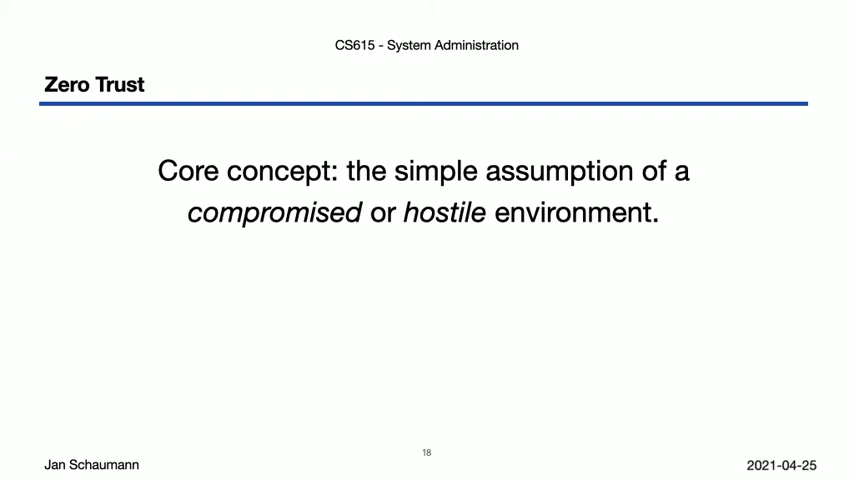 CS615 - System Administration
Zero Trust
Core concept: the simple assumption of a
compromised or hostile environment.
18
Jan Schaumann
2021-04-25